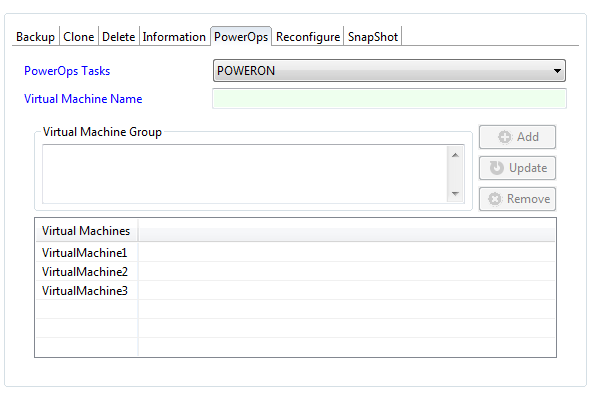 Backup Clone Delete Information PowerOps Reconfigure SnapShot
PowerOps Tasks POWERON
Virtual Machine Name
Virtual Machine Group
Add
Update
Remove
Virtual Machines
VirtualMachine1
VirtualMachine2
VirtualMachine3